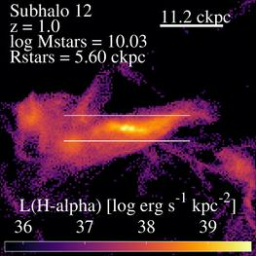 Subhalo 12
11.2 ckpc
z = 1.0
log Mstars = 10.03
Rstars = 5.60 ckpc
L(H-alpha) [log erg s⁻¹ kpc⁻²]
36 37 38 39